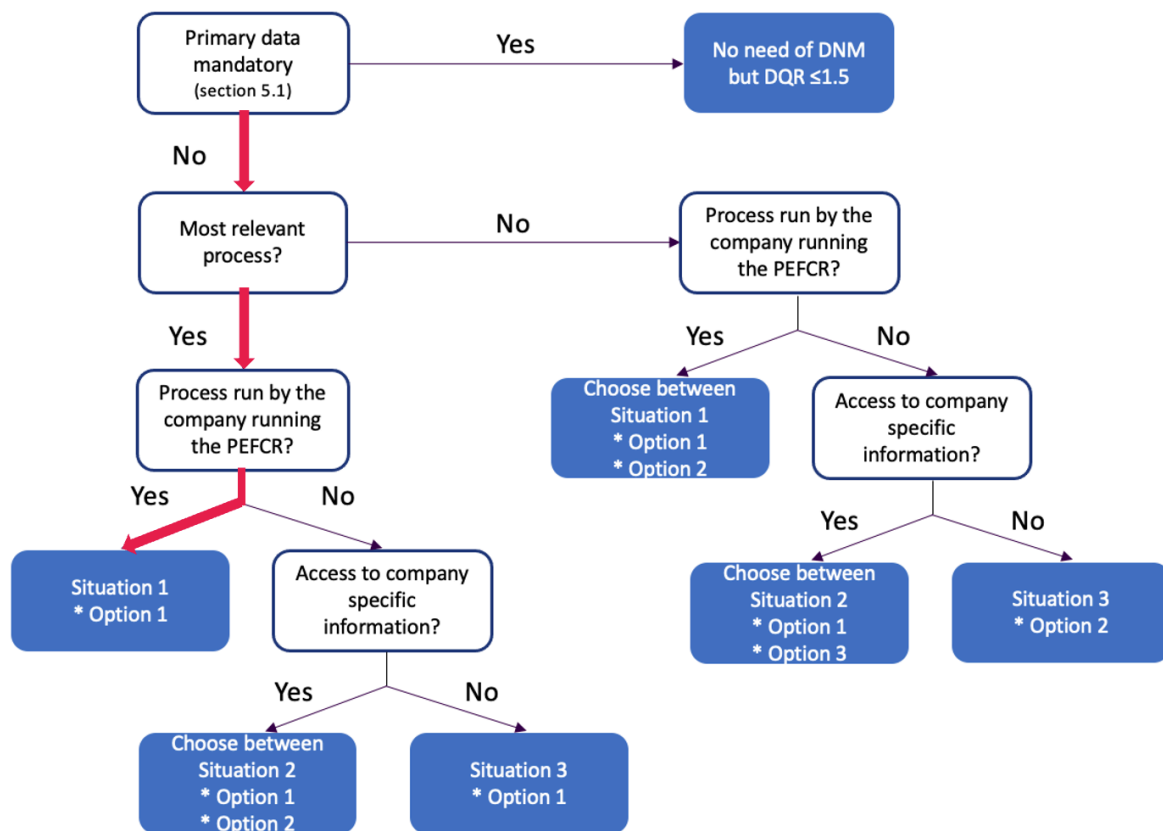 Primary data
mandatory
(section 5.1)
Yes
No need of DNM
but DQR ≤1.5
No
Most relevant
process?
No
Process run by the
company running
the PEFCR?
Yes
Yes
No
Process run by the
company running
the PEFCR?
Choose between
Situation 1
* Option 1
* Option 2
Access to company
specific
information?
Yes
No
Yes
No
Situation 1
* Option 1
Access to company
specific
information?
Choose between
Situation 2
* Option 1
* Option 3
Situation 3
* Option 2
Yes
No
Choose between
Situation 2
* Option 1
* Option 2
Situation 3
* Option 1